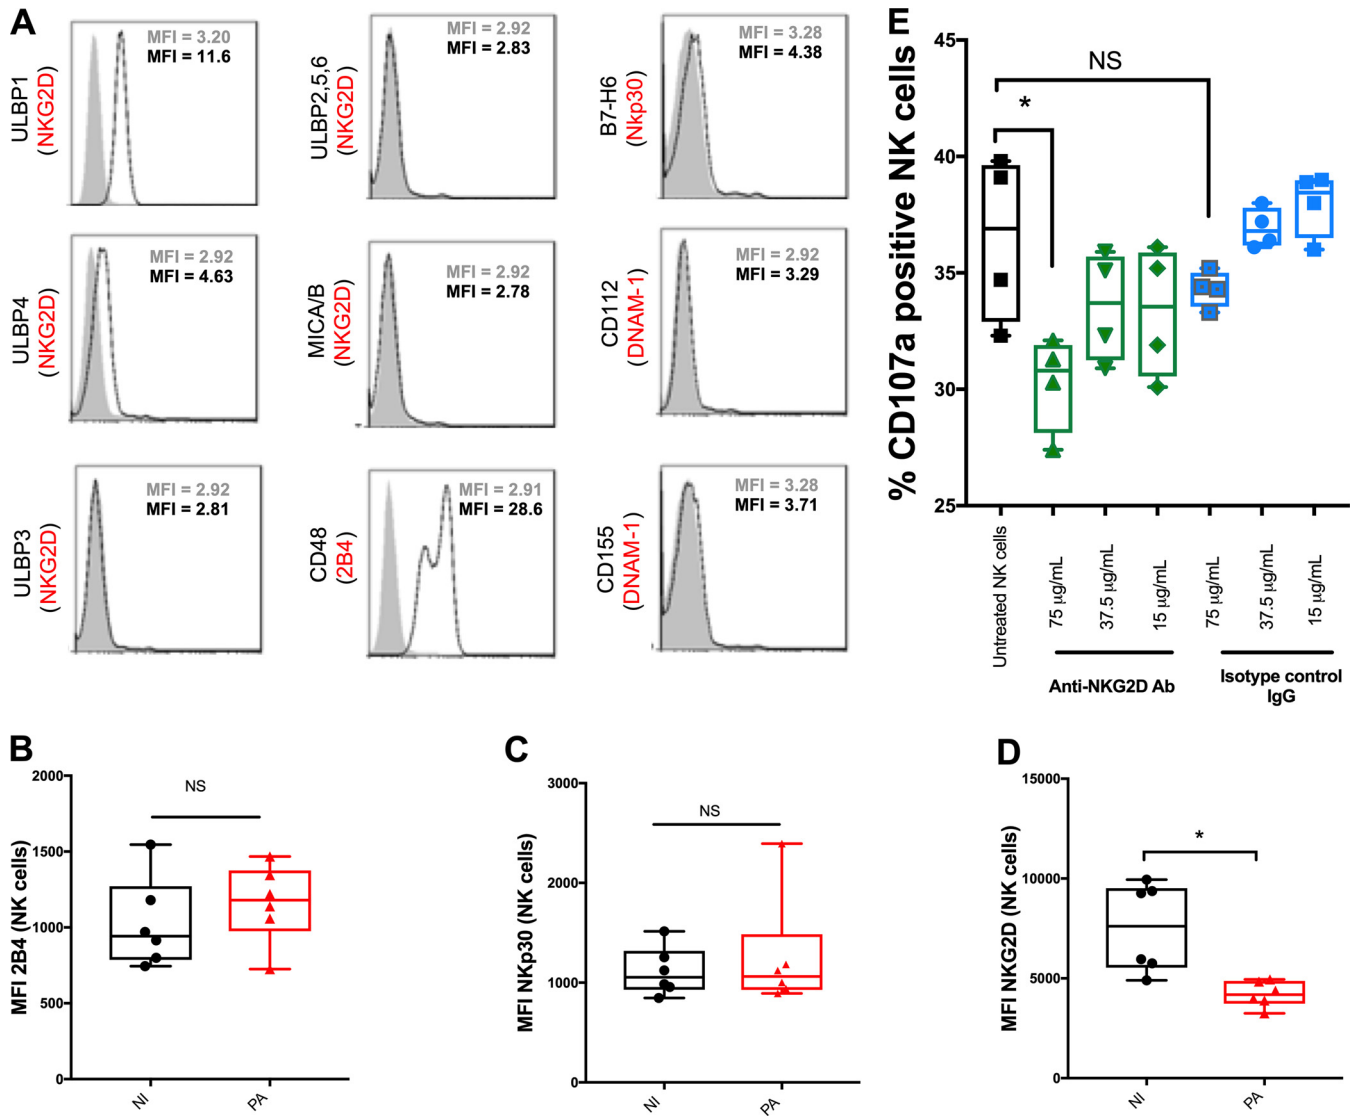 A
ULBP1
(NKG2D)
MFI = 3.20
MFI = 11.6
ULBP2,5,6
(NKG2D)
MFI = 2.92
MFI = 2.83
B7-H6
(Nkp30)
MFI = 3.28
MFI = 4.38
ULBP4
(NKG2D)
MFI = 2.92
MFI = 4.63
MICA/B
(NKG2D)
MFI = 2.92
MFI = 2.78
CD112
(DNAM-1)
MFI = 2.92
MFI = 3.29
ULBP3
(NKG2D)
MFI = 2.92
MFI = 2.81
CD48
(2B4)
MFI = 2.91
MFI = 28.6
CD155
(DNAM-1)
MFI = 3.28
MFI = 3.71
E
% CD107a positive NK cells
45
40
35
30
25
NS
*
Untreated NK cells
75 µg/mL
37.5 µg/mL
15 µg/mL
75 µg/mL
37.5 µg/mL
15 µg/mL
Anti-NKG2D Ab
Isotype control
IgG
B
MFI 2B4 (NK cells)
2000
1500
1000
500
0
NS
NI
PA
C
MFI NKp30 (NK cells)
3000
2000
1000
0
NS
NI
PA
D
MFI NKG2D (NK cells)
15000
10000
5000
0
*
NI
PA